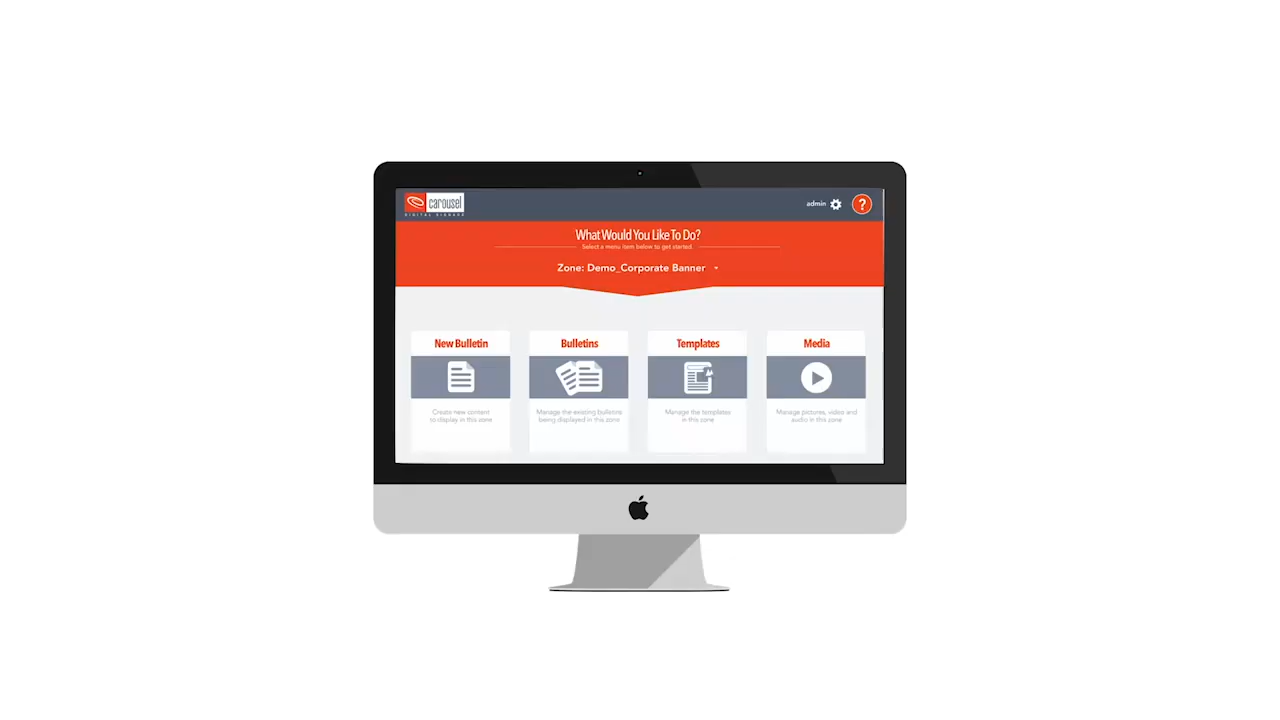 carousel
DIGITAL SIGNAGE
admin
?
What Would You Like To Do?
Select a menu item below to get started.
Zone: Demo_Corporate Banner
New Bulletin
Create new content
to display in this zone
Bulletins
Manage the existing bulletins
being displayed in this zone
Templates
Manage the templates
in this zone
Media
Manage pictures, video and
audio in this zone